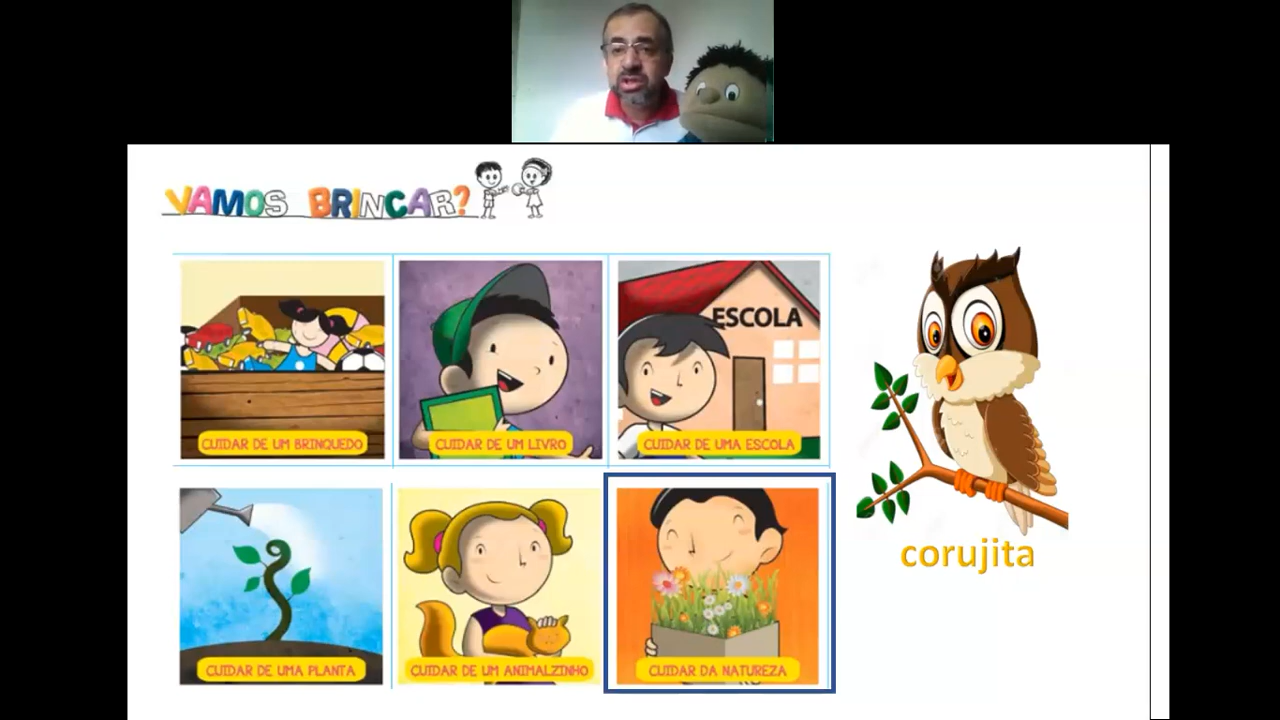 VAMOS BRINCAR?
ESCOLA
CUIDAR DE UM BRINQUEDO
CUIDAR DE UM LIVRO
CUIDAR DE UMA ESCOLA
CUIDAR DE UMA PLANTA
CUIDAR DE UM ANIMALZINHO
CUIDAR DA NATUREZA
corujita